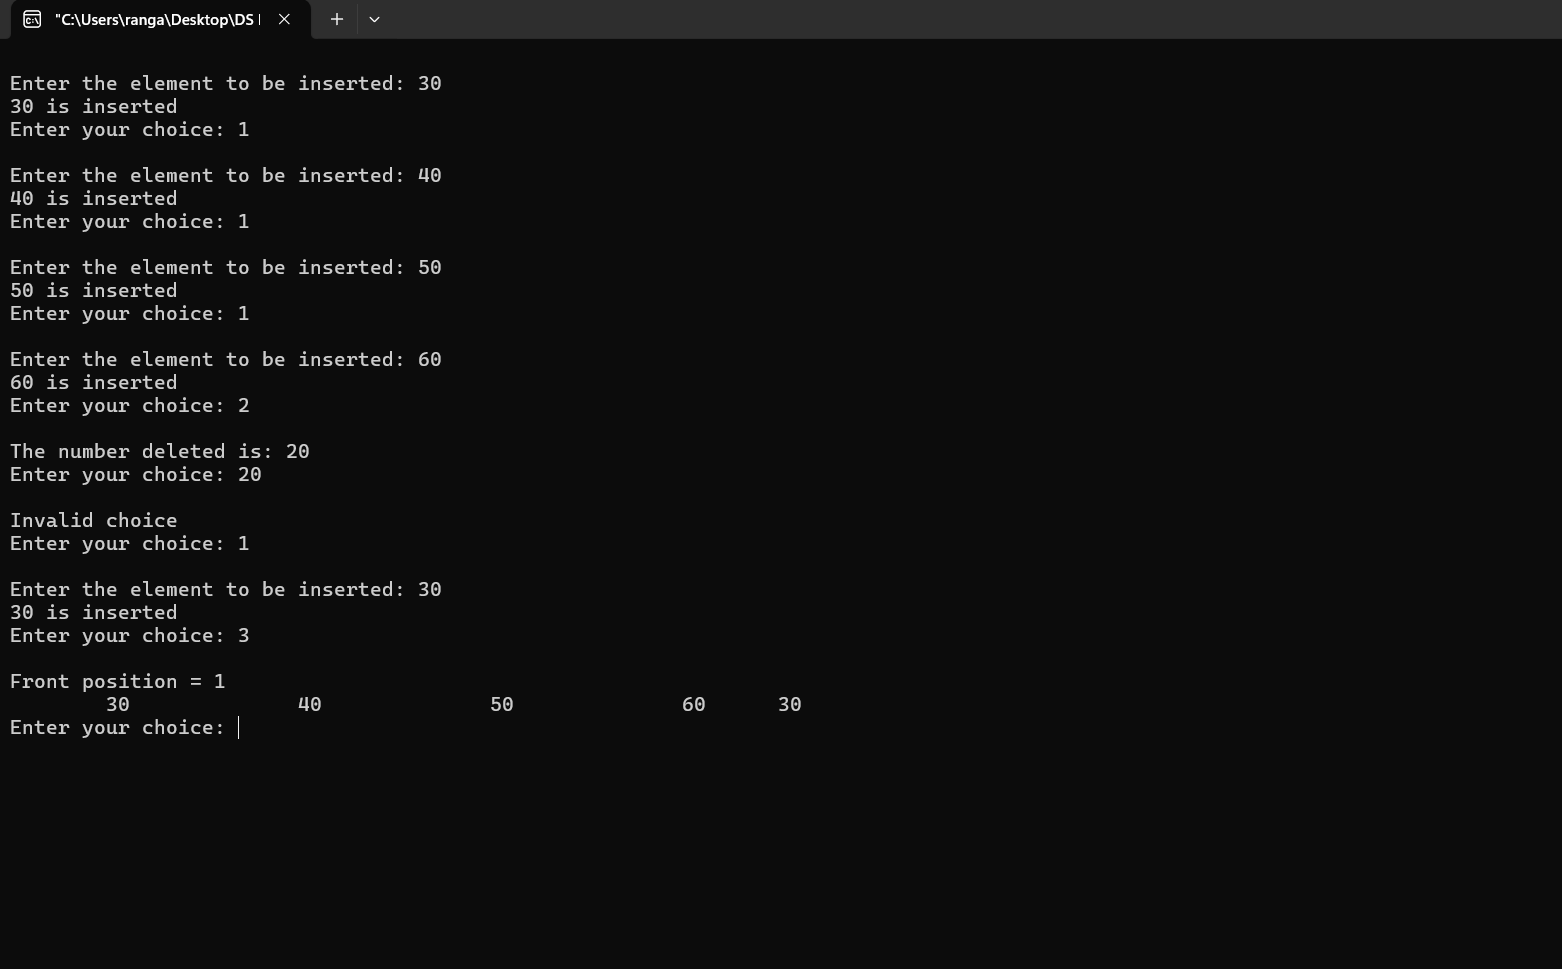 "C:\Users\ranga\Desktop\DS
Enter the element to be inserted: 30
30 is inserted
Enter your choice: 1
Enter the element to be inserted: 40
40 is inserted
Enter your choice: 1
Enter the element to be inserted: 50
50 is inserted
Enter your choice: 1
Enter the element to be inserted: 60
60 is inserted
Enter your choice: 2
The number deleted is: 20
Enter your choice: 20
Invalid choice
Enter your choice: 1
Enter the element to be inserted: 30
30 is inserted
Enter your choice: 3
Front position = 1
30 40 50 60 30
Enter your choice: